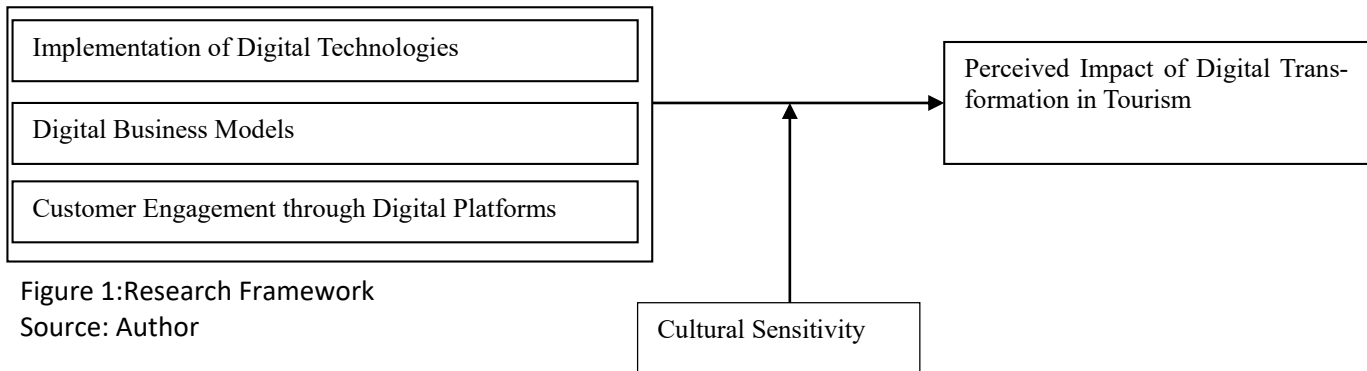 Implementation of Digital Technologies
Digital Business Models
Customer Engagement through Digital Platforms
Perceived Impact of Digital Trans-
formation in Tourism
Figure 1:Research Framework
Source: Author
Cultural Sensitivity